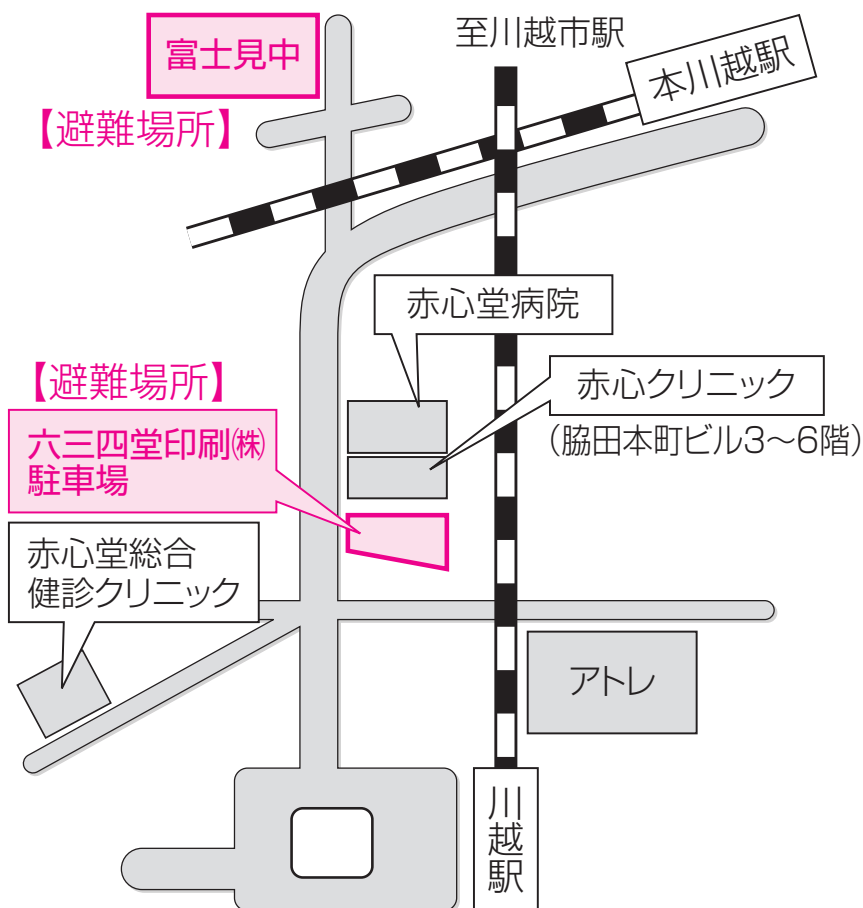 至川越市駅
富士見中
本川越駅
【避難場所】
赤心堂病院
【避難場所】
赤心クリニック
(脇田本町ビル3～6階)
六三四堂印刷㈱
駐車場
赤心堂総合
健診クリニック
アトレ
川越駅